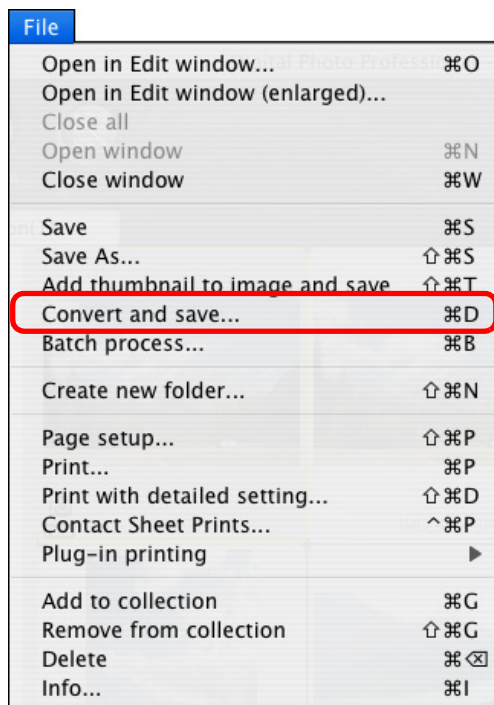 File
Open in Edit window... ⌘O
Open in Edit window (enlarged)...
Close all
Open window ⌘N
Close window ⌘W
Save ⌘S
Save As... ⇧⌘S
Add thumbnail to image and save ⇧⌘T
Convert and save... ⌘D
Batch process... ⌘B
Create new folder... ⇧⌘N
Page setup... ⇧⌘P
Print... ⌘P
Print with detailed setting... ⇧⌘D
Contact Sheet Prints... ^⌘P
Plug-in printing ▶
Add to collection ⌘G
Remove from collection ⇧⌘G
Delete ⌘⌫
Info... ⌘I